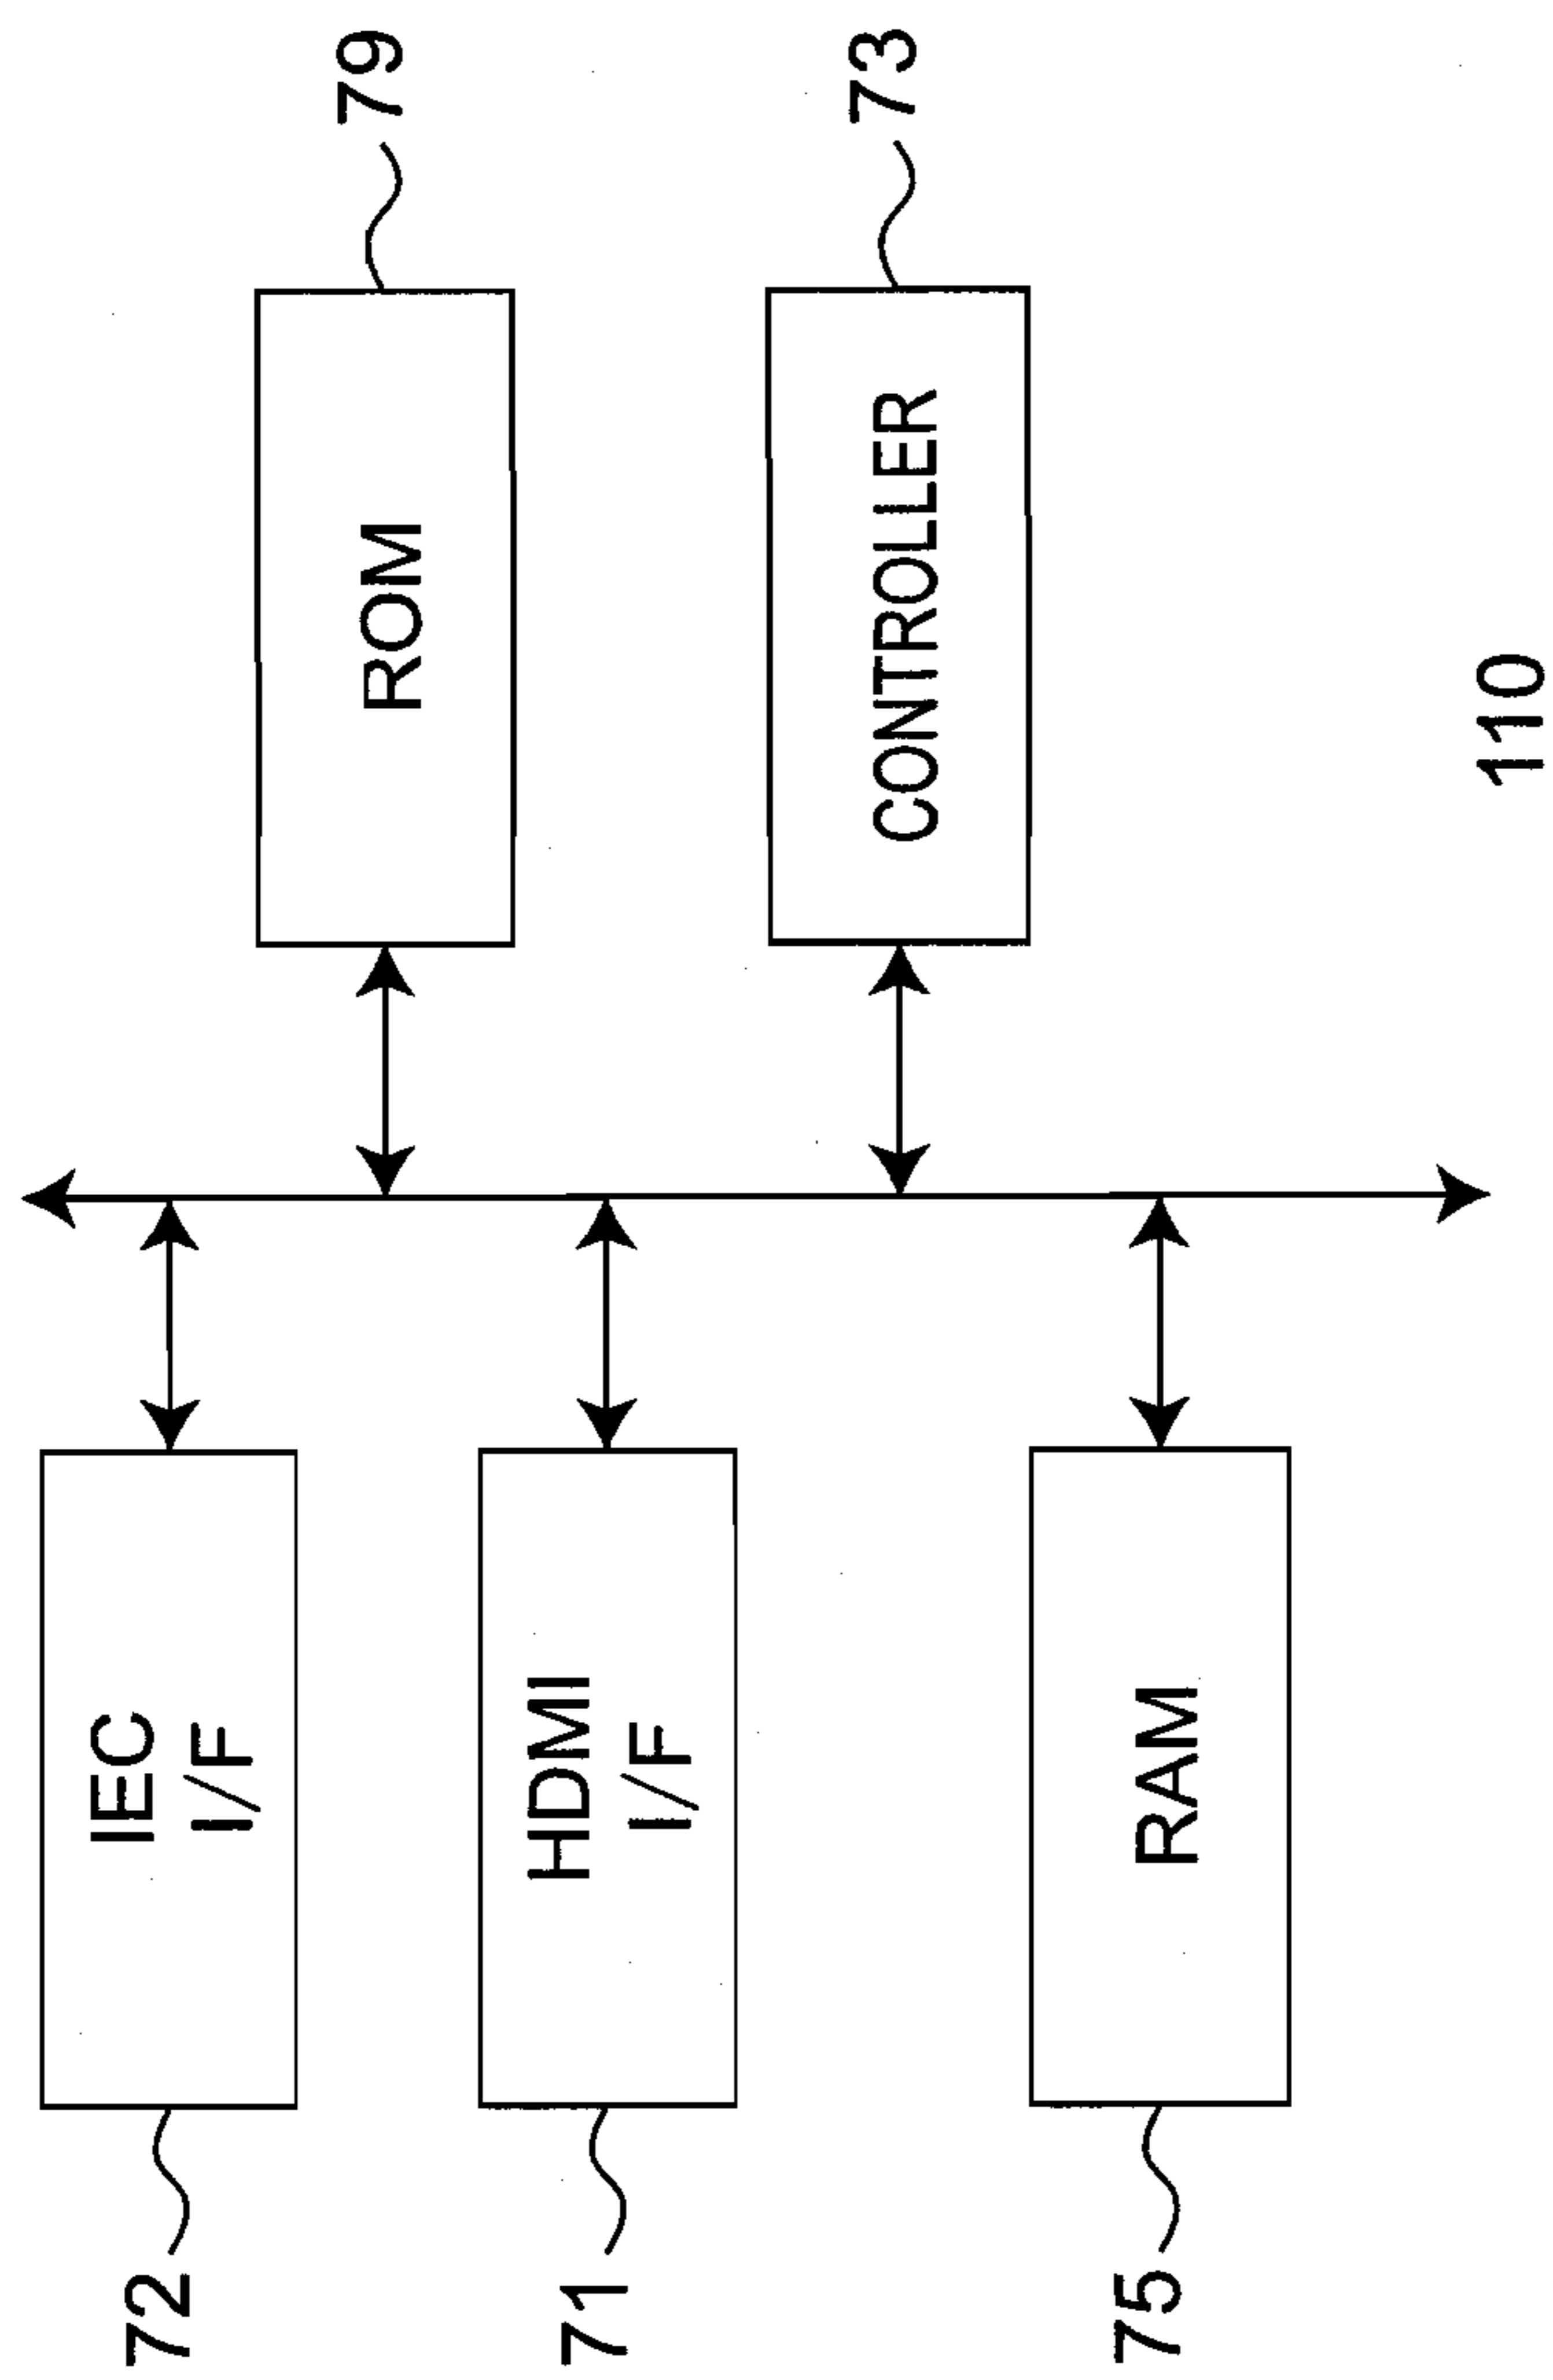 72
IEC
I/F
ROM
79
71
HDMI
I/F
CONTROLLER
73
75
RAM
110